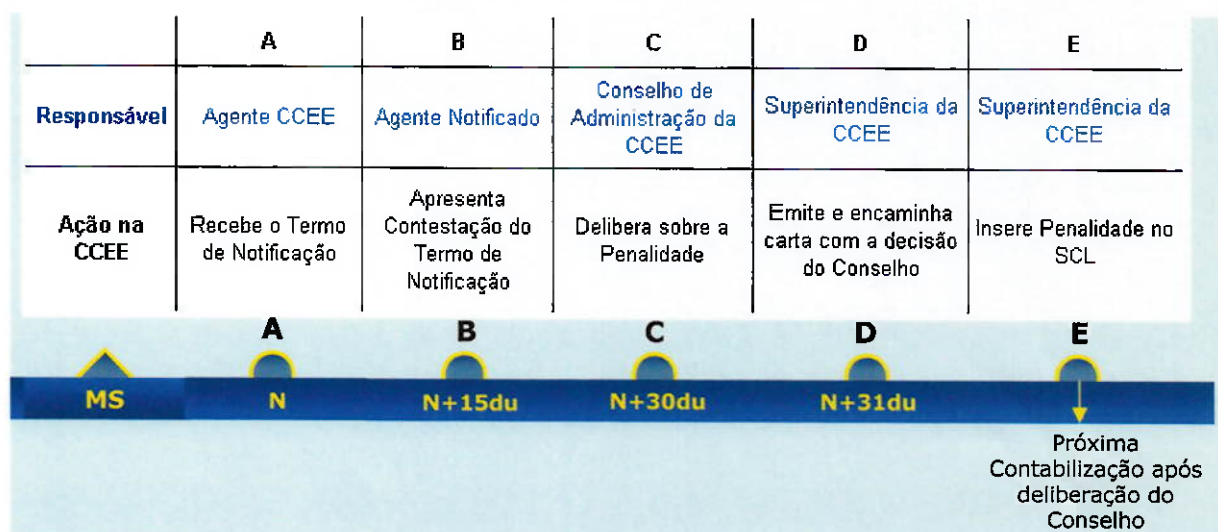 A B C D E
Responsável
Agente CCEE
Agente Notificado
Conselho de
Administração da
CCEE
Superintendência da
CCEE
Superintendência da
CCEE
Ação na
CCEE
Recebe o Termo
de Notificação
Apresenta
Contestação do
Termo de
Notificação
Delibera sobre a
Penalidade
Emite e encaminha
carta com a decisão
do Conselho
Insere Penalidade no
SCL
A B C D E
MS N N+15du N+30du N+31du
Próxima
Contabilização após
deliberação do
Conselho